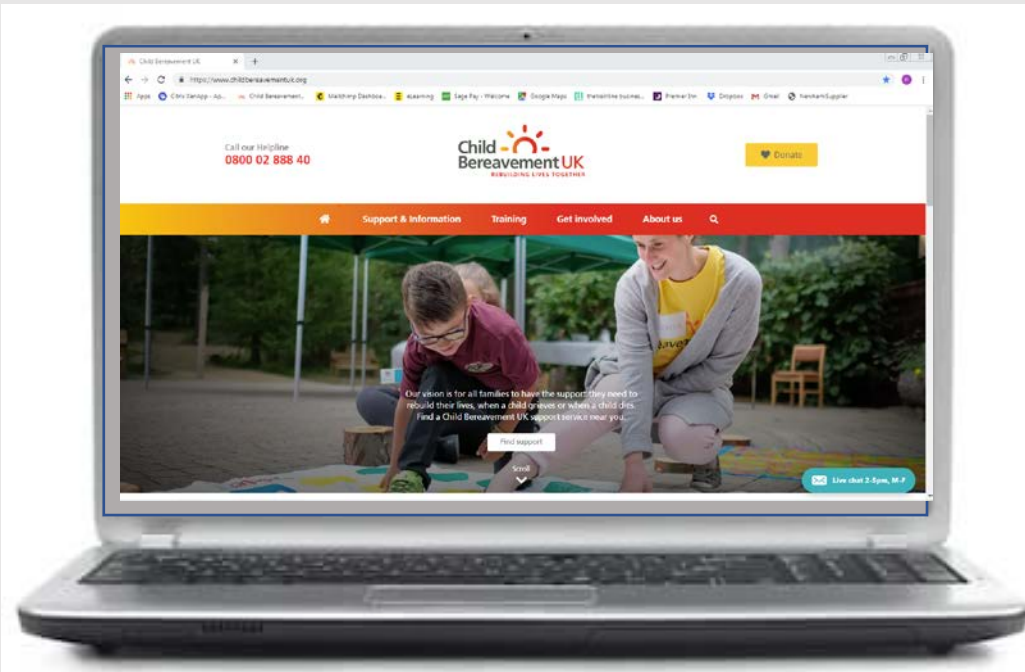 Child Bereavement UK
https://www.childbereavementuk.org
Apps Citrix XenApp - Ap... Child Bereavement... Mailchimp Dashboa... eLearning Sage Pay - Welcome Google Maps Premier Inn Dropbox Gmail NewhamSupplier
Call our Helpline
0800 02 888 40
Child
Bereavement UK
REBUILDING LIVES TOGETHER
Donate
Support & Information Training Get involved About us
Our vision is for all families to have the support they need to
rebuild their lives, when a child grieves or when a child dies.
Find a Child Bereavement UK support service near you.
Find support
Scroll
Live chat 2-5pm, M-F